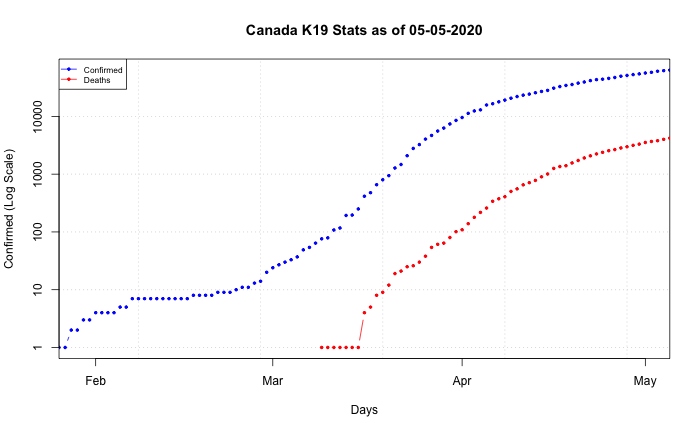 Canada K19 Stats as of 05-05-2020
Confirmed
Deaths
Confirmed (Log Scale)
10000
1000
100
10
1
Feb Mar Apr May
Days